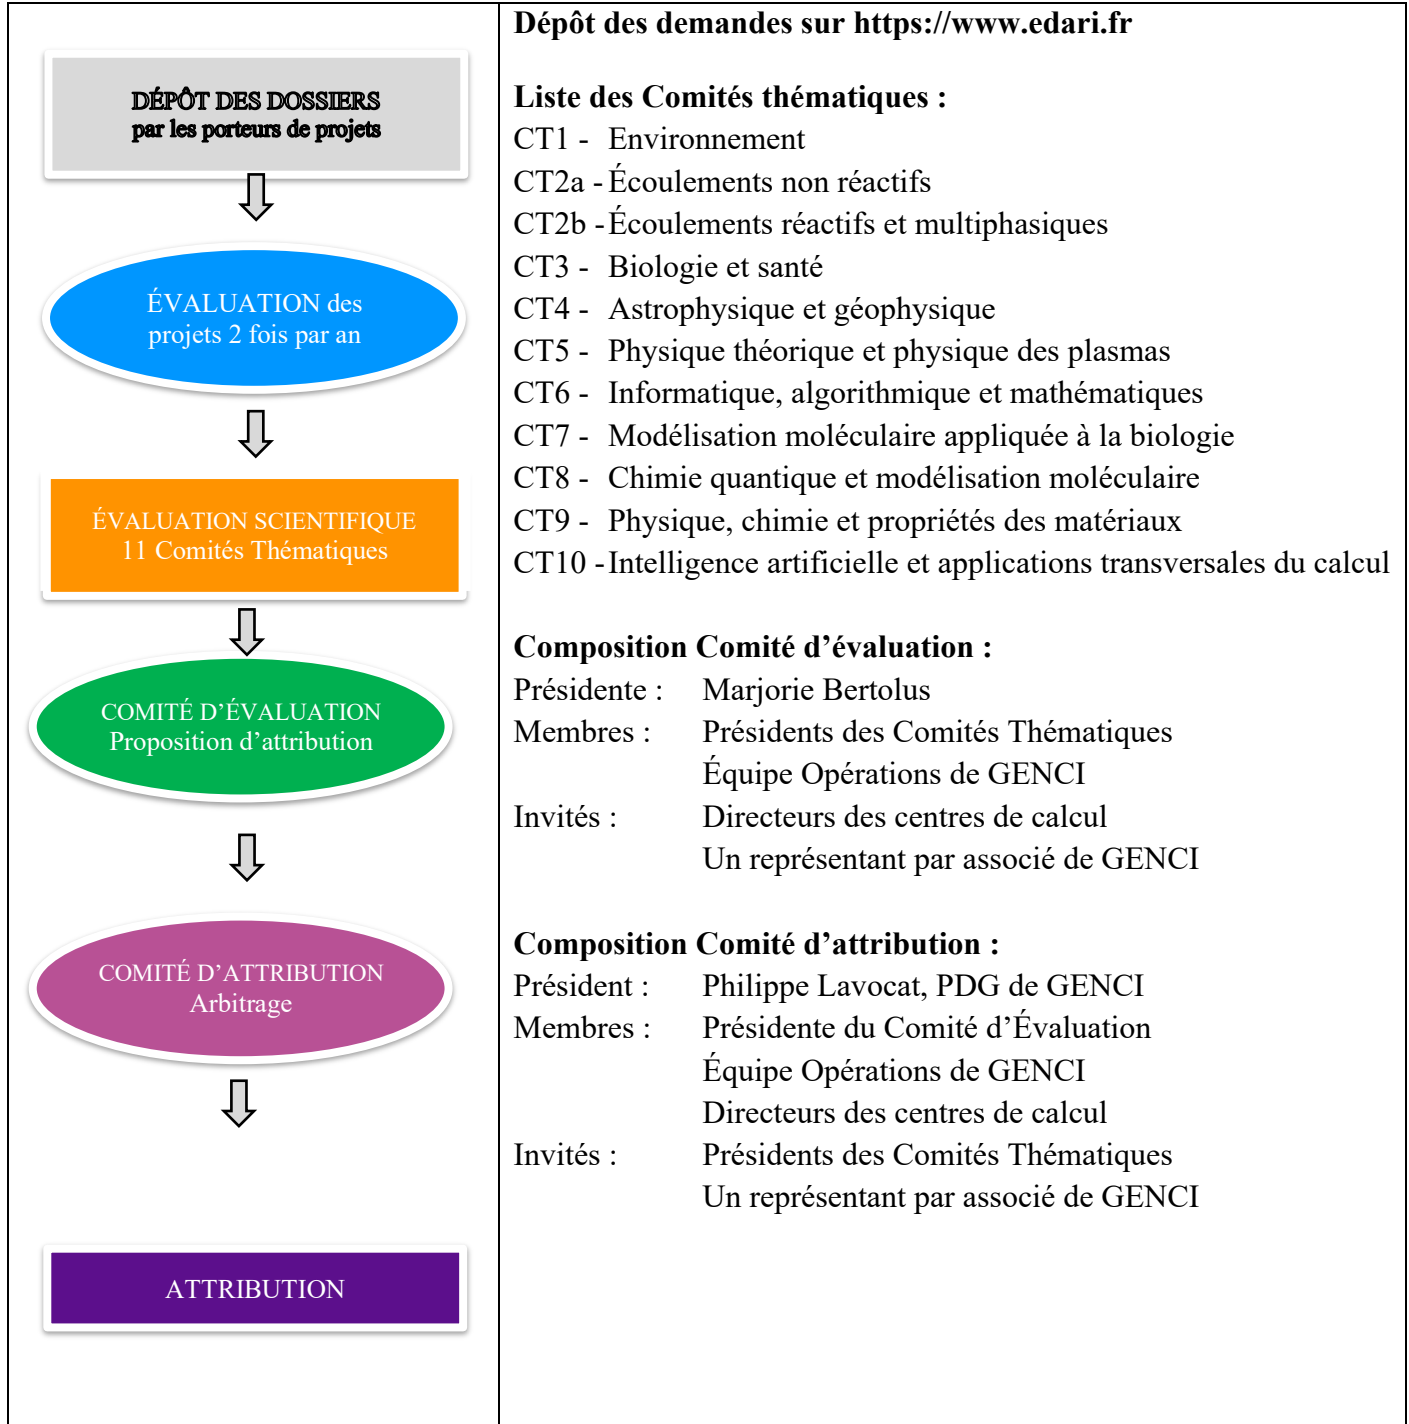 DÉPÔT DES DOSSIERS
par les porteurs de projets
ÉVALUATION des
projets 2 fois par an
ÉVALUATION SCIENTIFIQUE
11 Comités Thématiques
COMITÉ D’ÉVALUATION
Proposition d’attribution
COMITÉ D’ATTRIBUTION
Arbitrage
ATTRIBUTION
Dépôt des demandes sur https://www.edari.fr
Liste des Comités thématiques :
CT1 - Environnement
CT2a - Écoulements non réactifs
CT2b - Écoulements réactifs et multiphasiques
CT3 - Biologie et santé
CT4 - Astrophysique et géophysique
CT5 - Physique théorique et physique des plasmas
CT6 - Informatique, algorithmique et mathématiques
CT7 - Modélisation moléculaire appliquée à la biologie
CT8 - Chimie quantique et modélisation moléculaire
CT9 - Physique, chimie et propriétés des matériaux
CT10 - Intelligence artificielle et applications transversales du calcul
Composition Comité d’évaluation :
Présidente : Marjorie Bertolus
Membres : Présidents des Comités Thématiques
Équipe Opérations de GENCI
Invités : Directeurs des centres de calcul
Un représentant par associé de GENCI
Composition Comité d’attribution :
Président : Philippe Lavocat, PDG de GENCI
Membres : Présidente du Comité d’Évaluation
Équipe Opérations de GENCI
Directeurs des centres de calcul
Invités : Présidents des Comités Thématiques
Un représentant par associé de GENCI